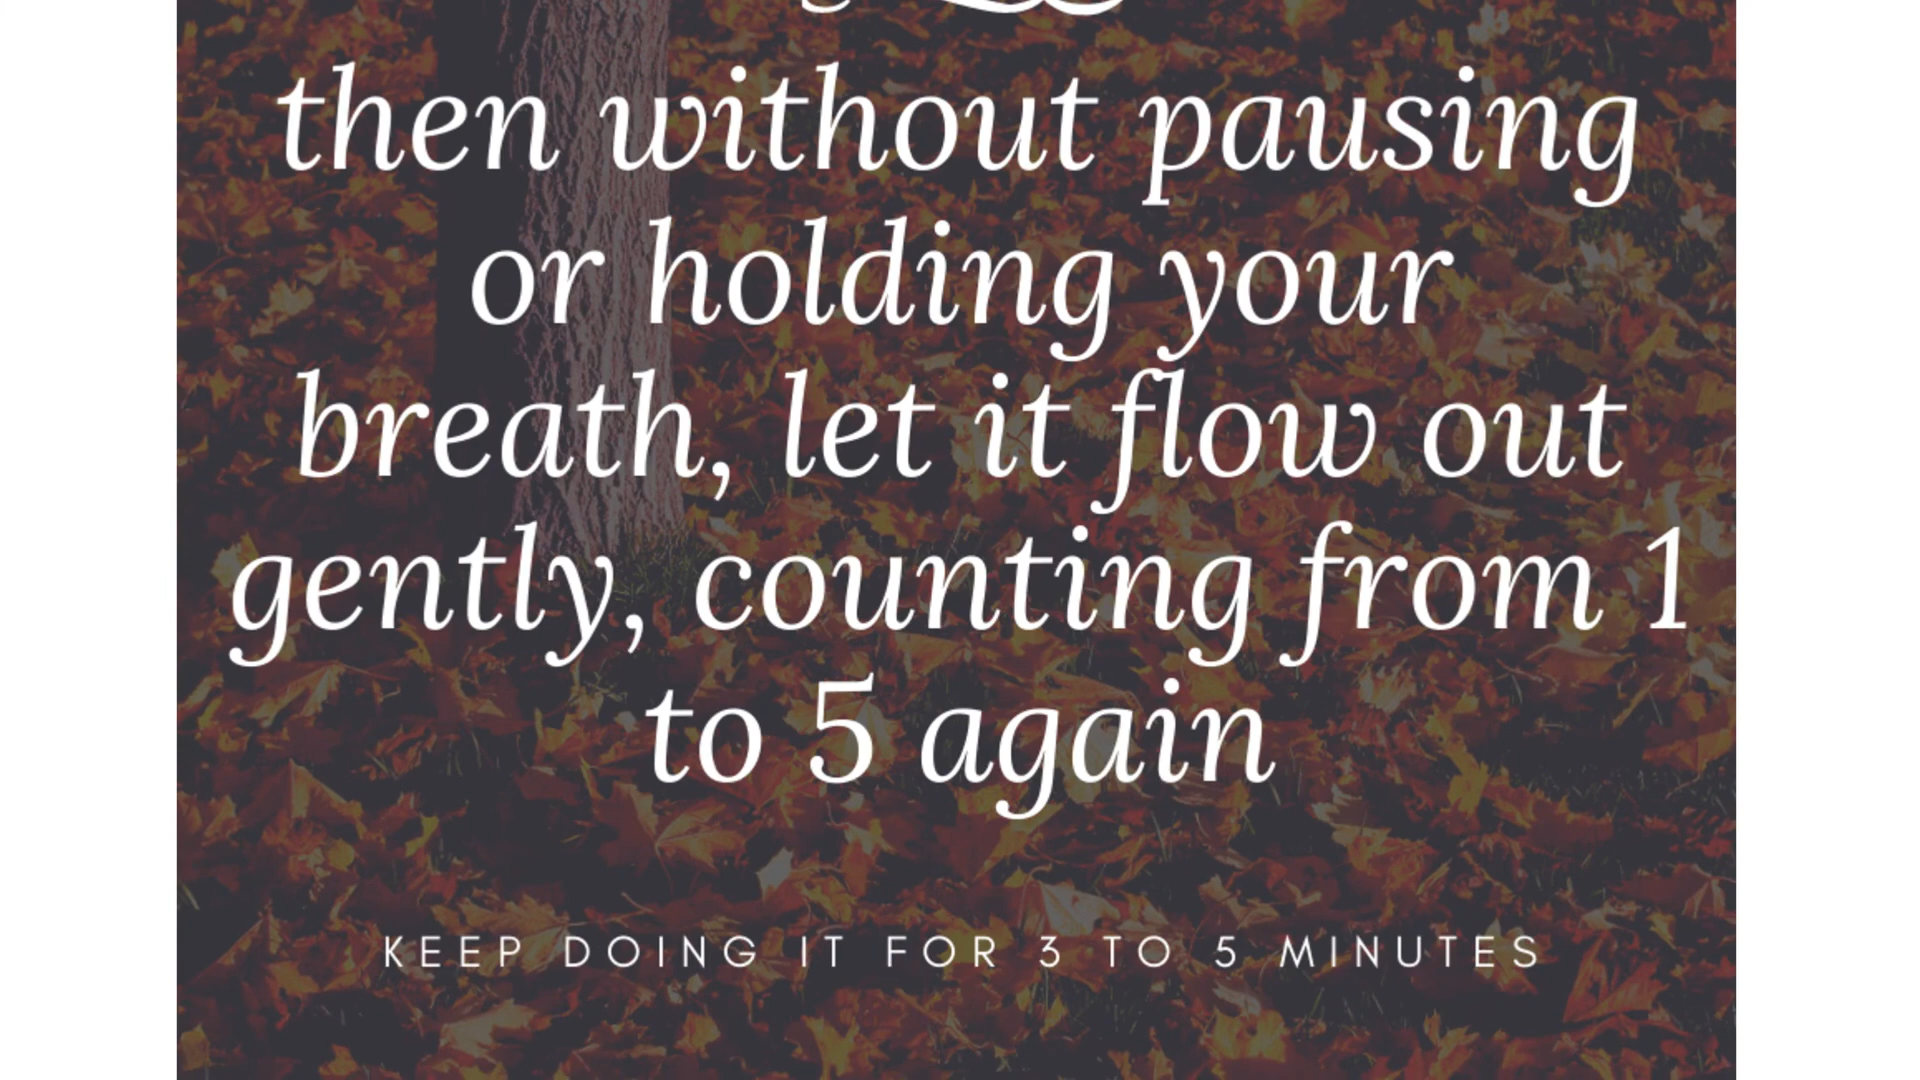 then without pausing
or holding your
breath, let it flow out
gently, counting from 1
to 5 again
KEEP DOING IT FOR 3 TO 5 MINUTES